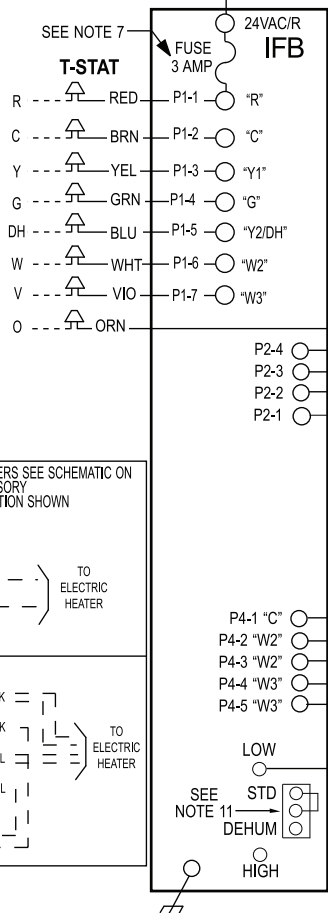 24VAC/R
SEE NOTE 7
FUSE
3 AMP
IFB
T-STAT
R RED P1-1 "R"
C BRN P1-2 "C"
Y YEL P1-3 "Y1"
G GRN P1-4 "G"
DH BLU P1-5 "Y2/DH"
W WHT P1-6 "W2"
V VIO P1-7 "W3"
O ORN
P2-4
P2-3
P2-2
P2-1
ERS SEE SCHEMATIC ON
SORY
TION SHOWN
TO
ELECTRIC
HEATER
P4-1 "C"
P4-2 "W2"
P4-3 "W2"
P4-4 "W3"
P4-5 "W3"
K
K
L
L
TO
ELECTRIC
HEATER
LOW
STD
SEE
NOTE 11
DEHUM
HIGH